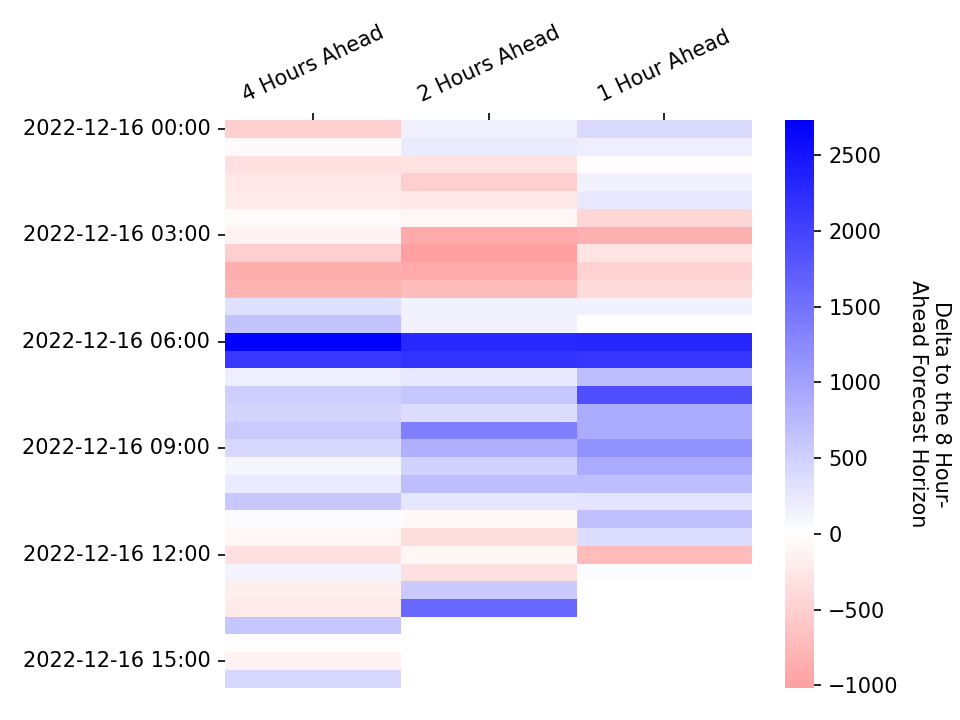 4 Hours Ahead
2 Hours Ahead
1 Hour Ahead
2022-12-16 00:00
2022-12-16 03:00
2022-12-16 06:00
2022-12-16 09:00
2022-12-16 12:00
2022-12-16 15:00
2500
2000
1500
1000
500
0
−500
−1000
Delta to the 8 Hour-
Ahead Forecast Horizon